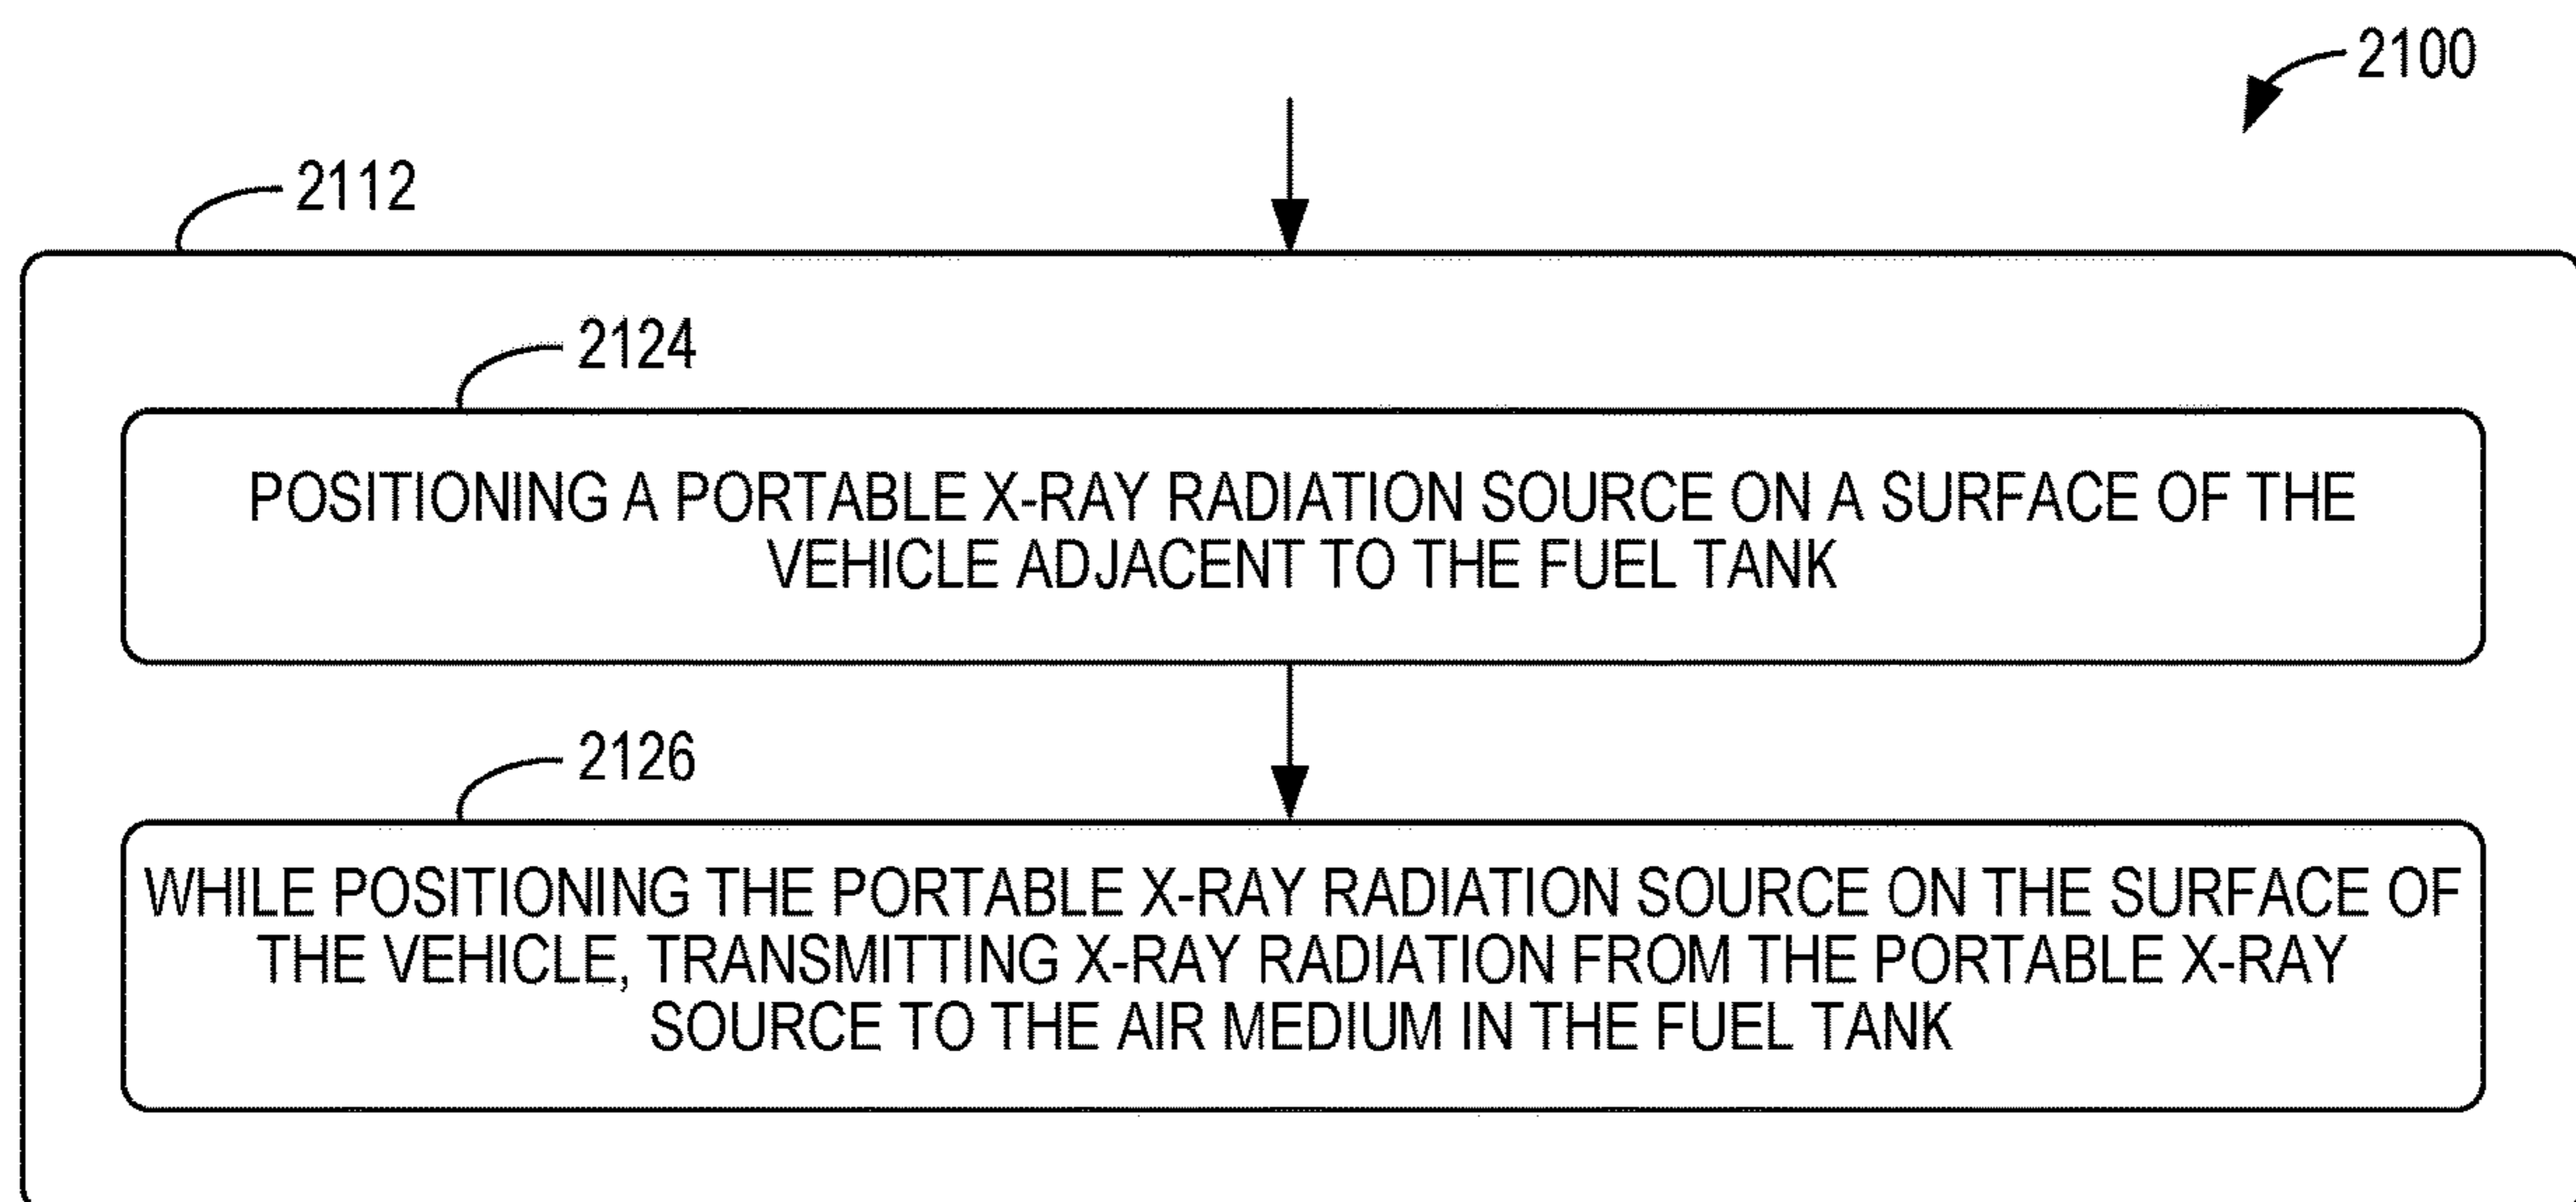 2100
2112
2124
POSITIONING A PORTABLE X-RAY RADIATION SOURCE ON A SURFACE OF THE
VEHICLE ADJACENT TO THE FUEL TANK
2126
WHILE POSITIONING THE PORTABLE X-RAY RADIATION SOURCE ON THE SURFACE OF
THE VEHICLE, TRANSMITTING X-RAY RADIATION FROM THE PORTABLE X-RAY
SOURCE TO THE AIR MEDIUM IN THE FUEL TANK